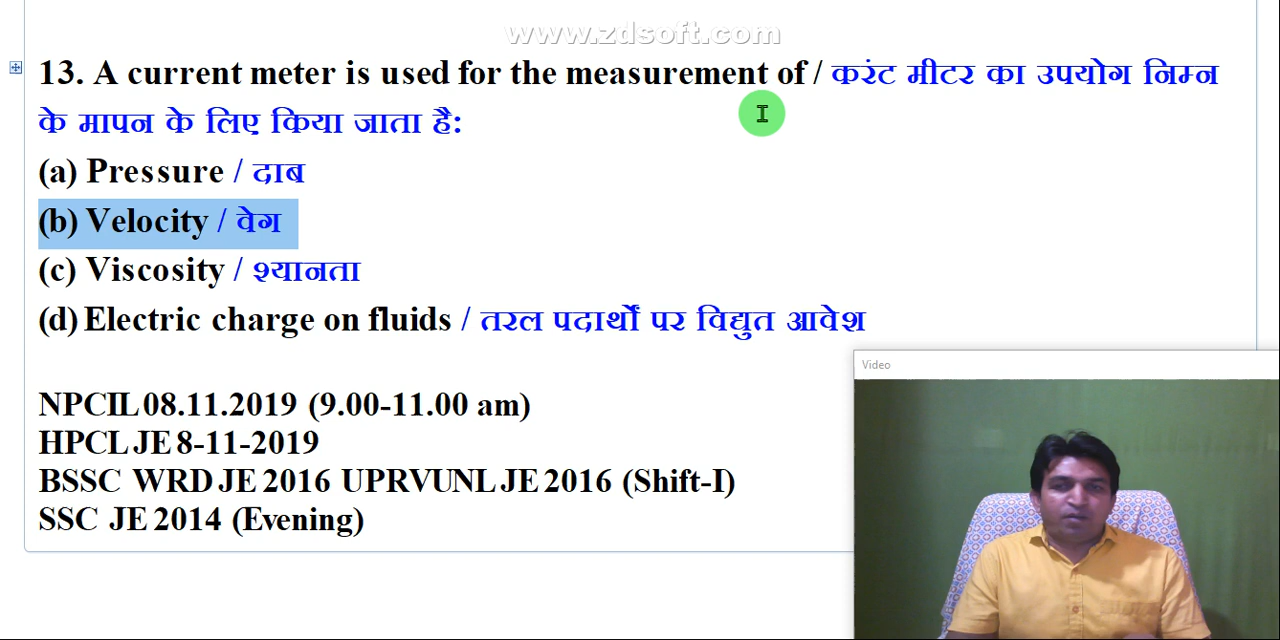 www.zdsoft.com
13. A current meter is used for the measurement of / करंट मीटर का उपयोग निम्न
के मापन के लिए किया जाता है:
(a) Pressure / दाब
(b) Velocity / वेग
(c) Viscosity / श्यानता
(d) Electric charge on fluids / तरल पदार्थों पर विद्युत आवेश
Video
NPCIL 08.11.2019 (9.00-11.00 am)
HPCL JE 8-11-2019
BSSC WRD JE 2016 UPRVUNL JE 2016 (Shift-I)
SSC JE 2014 (Evening)